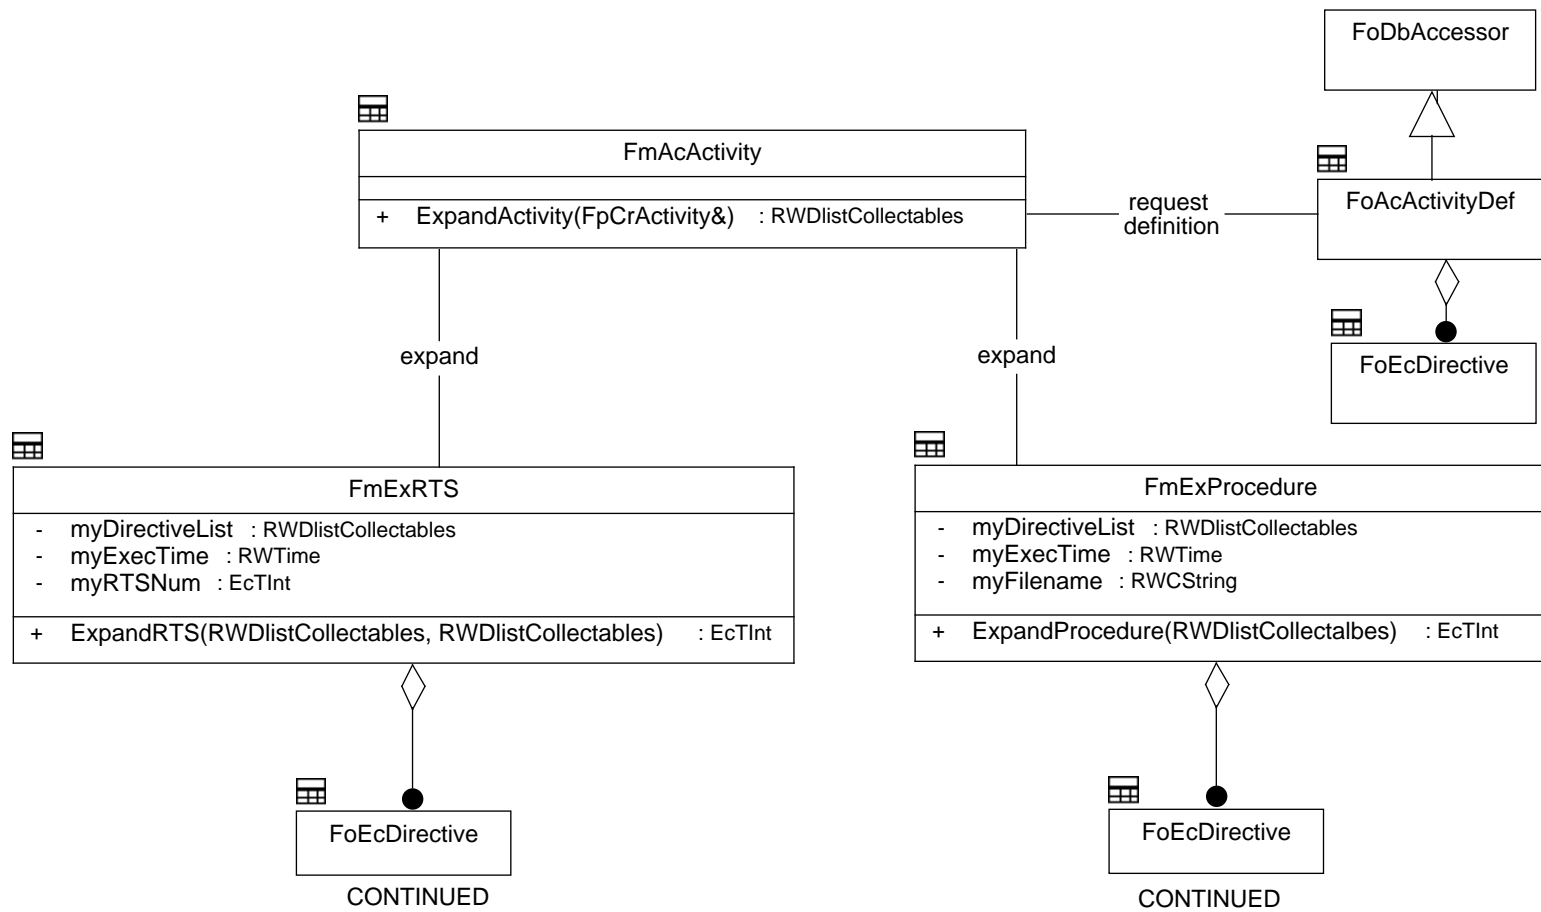 FoDbAccessor
FmAcActivity
+ ExpandActivity(FpCrActivity&) : RWDlistCollectables
request
definition
FoAcActivityDef
FoEcDirective
expand
expand
FmExRTS
- myDirectiveList : RWDlistCollectables
- myExecTime : RWTime
- myRTSNum : EcTInt
+ ExpandRTS(RWDlistCollectables, RWDlistCollectables) : EcTInt
FmExProcedure
- myDirectiveList : RWDlistCollectables
- myExecTime : RWTime
- myFilename : RWCString
+ ExpandProcedure(RWDlistCollectalbes) : EcTInt
FoEcDirective
CONTINUED
FoEcDirective
CONTINUED